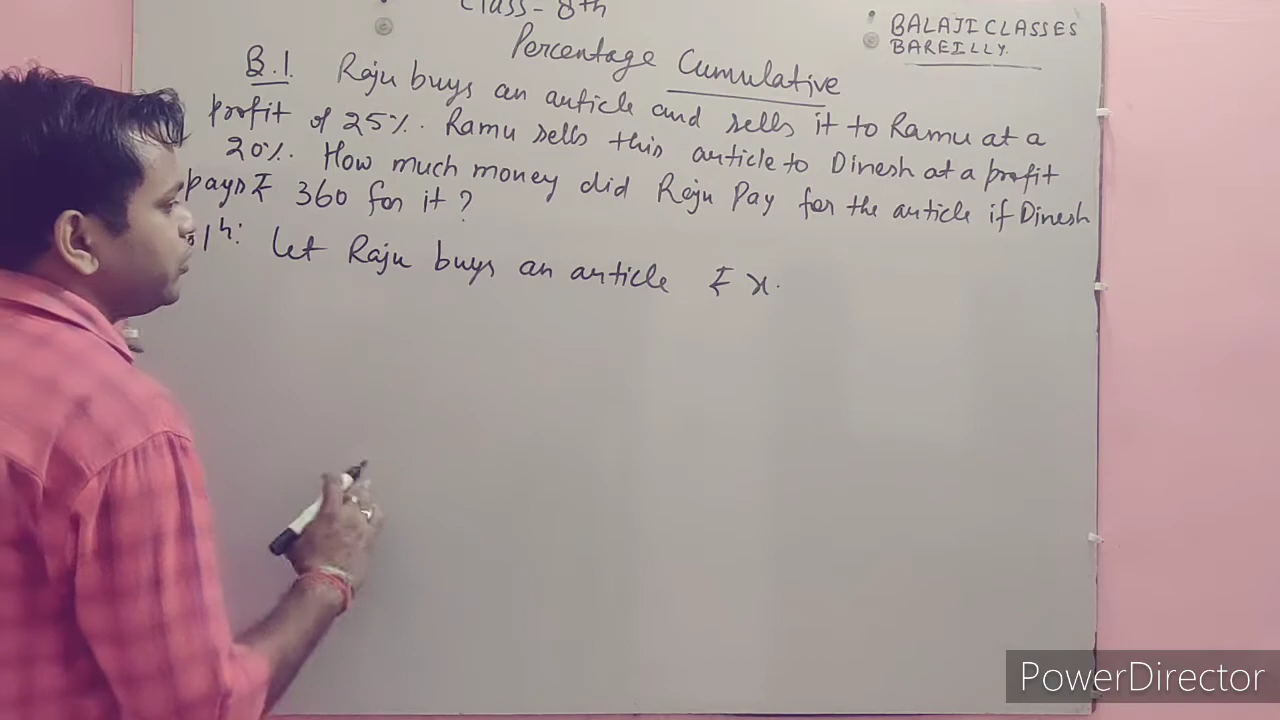 Class - 8th
BALAJI CLASSES
BAREILLY.
Percentage Cumulative
Q.1. Raju buys an article and sells it to Ramu at a
profit of 25%. Ramu sells this article to Dinesh at a profit
20%. How much money did Raju Pay for the article if Dinesh
pays ₹ 360 for it ?
Let Raju buys an article ₹ x.
PowerDirector